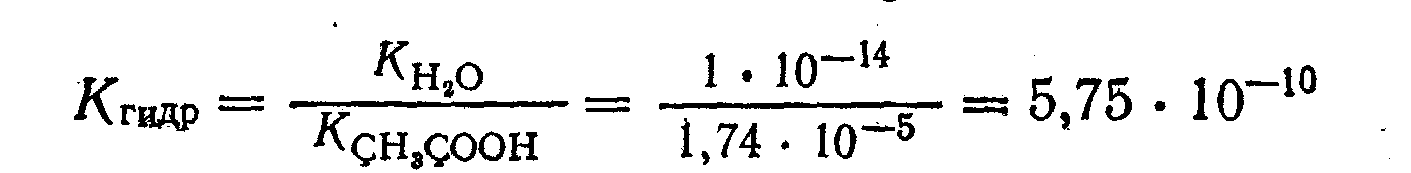 K_гидр = K_H₂O / K_CH₃COOH = 1 · 10⁻¹⁴ / 1,74 · 10⁻⁵ = 5,75 · 10⁻¹⁰